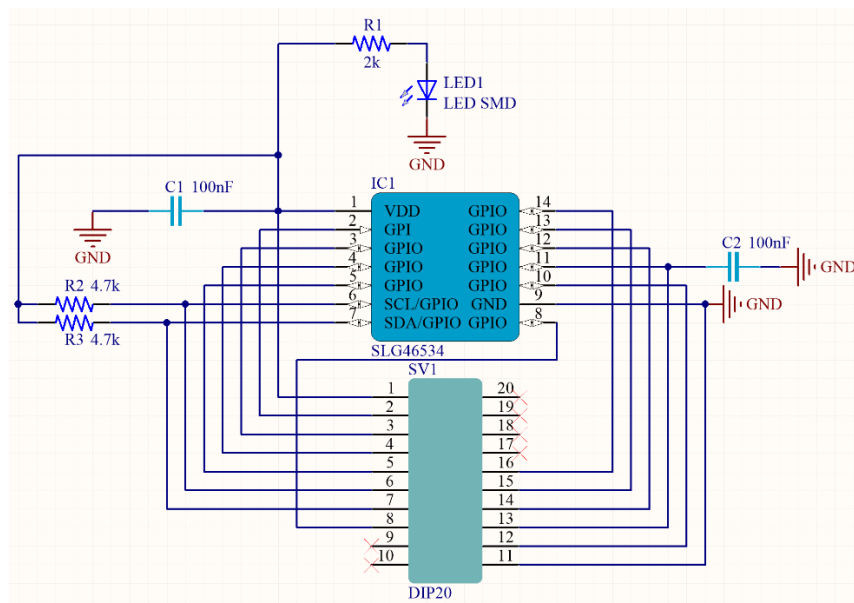 R1
2k
LED1
LED SMD
GND
IC1
C1 100nF
GND
1 VDD GPIO 14
2 GPI GPIO 13
3 GPIO GPIO 12
4 GPIO GPIO 11
5 GPIO GPIO 10
6 SCL/GPIO GND 9
7 SDA/GPIO GPIO 8
C2 100nF
GND
GND
R2 4.7k
R3 4.7k
SLG46534
SV1
1 20
2 19
3 18
4 17
5 16
6 15
7 14
8 13
9 12
10 11
DIP20